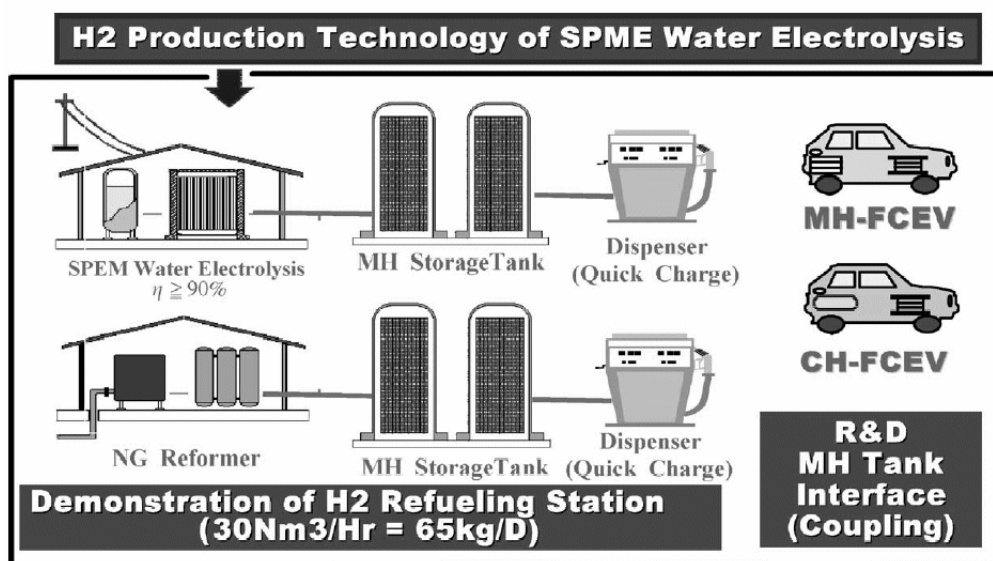 H2 Production Technology of SPME Water Electrolysis
SPEM Water Electrolysis
η ≧ 90%
MH StorageTank
Dispenser
(Quick Charge)
MH-FCEV
CH-FCEV
NG Reformer
MH StorageTank
Dispenser
(Quick Charge)
Demonstration of H2 Refueling Station
(30Nm3/Hr = 65kg/D)
R&D
MH Tank
Interface
(Coupling)